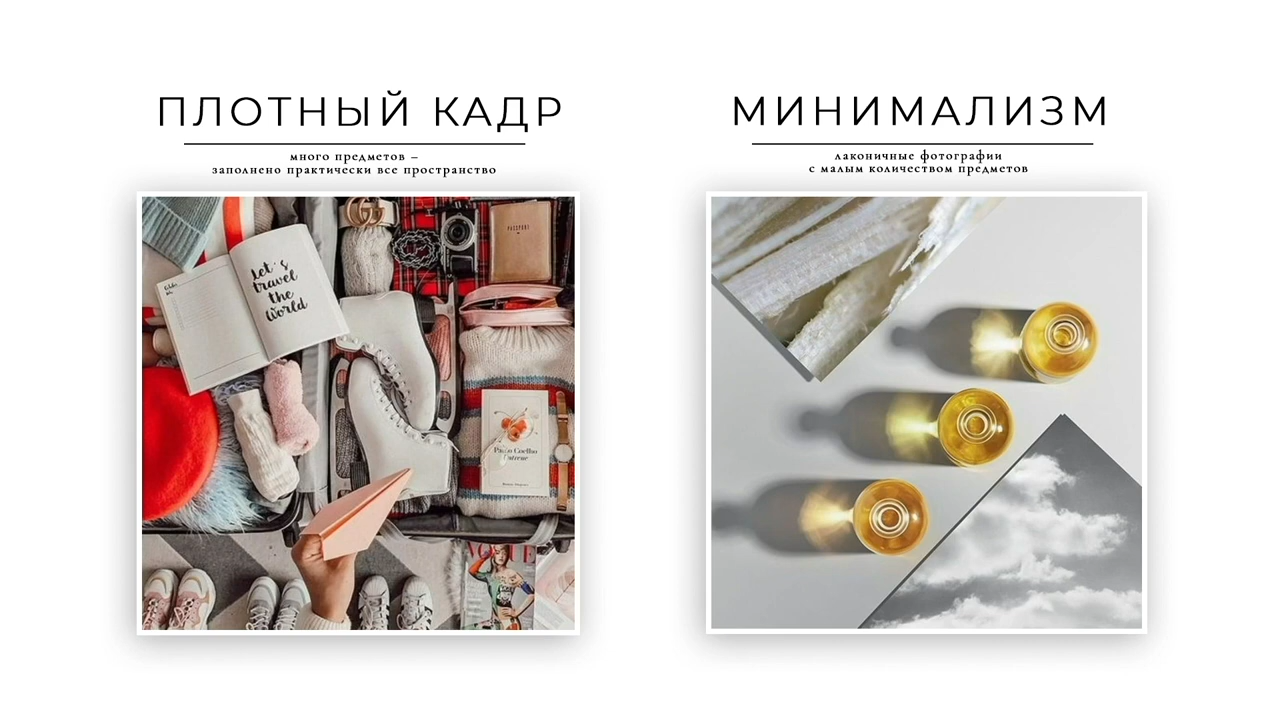 ПЛОТНЫЙ КАДР
много предметов –
заполнено практически все пространство
МИНИМАЛИЗМ
лаконичные фотографии
с малым количеством предметов
PASSPORT
let's
travel
the
world
Paulo Coelho
VOGUE